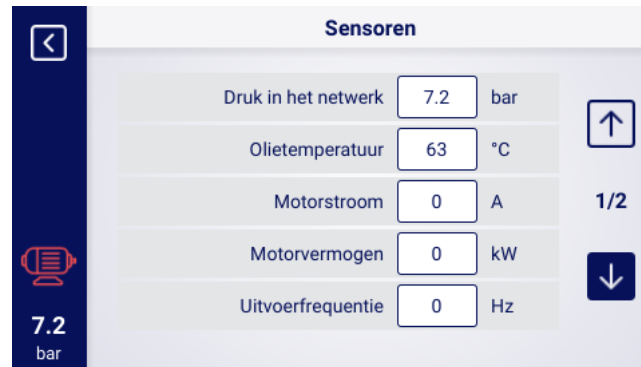 Sensoren
Druk in het netwerk 7.2 bar
Olietemperatuur 63 °C
Motorstroom 0 A
1/2
Motorvermogen 0 kW
Uitvoerfrequentie 0 Hz
7.2
bar